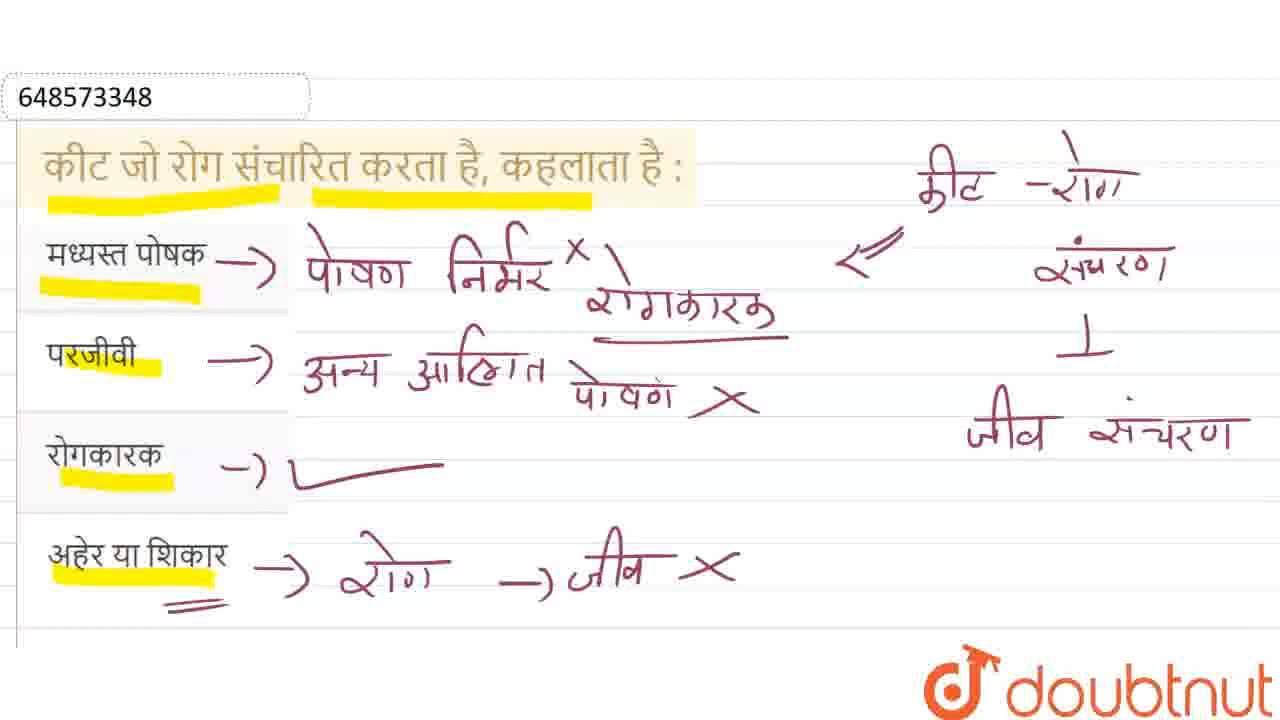 648573348
कीट जो रोग संचारित करता है, कहलाता है :
कीट - रोग
संचरण
जीव संचरण
मध्यस्त पोषक → पोषण निर्भर ×
रोगकारक
परजीवी → अन्य आश्रित पोषण ×
रोगकारक →
अहेर या शिकार → रोग → जीव ×
doubtnut